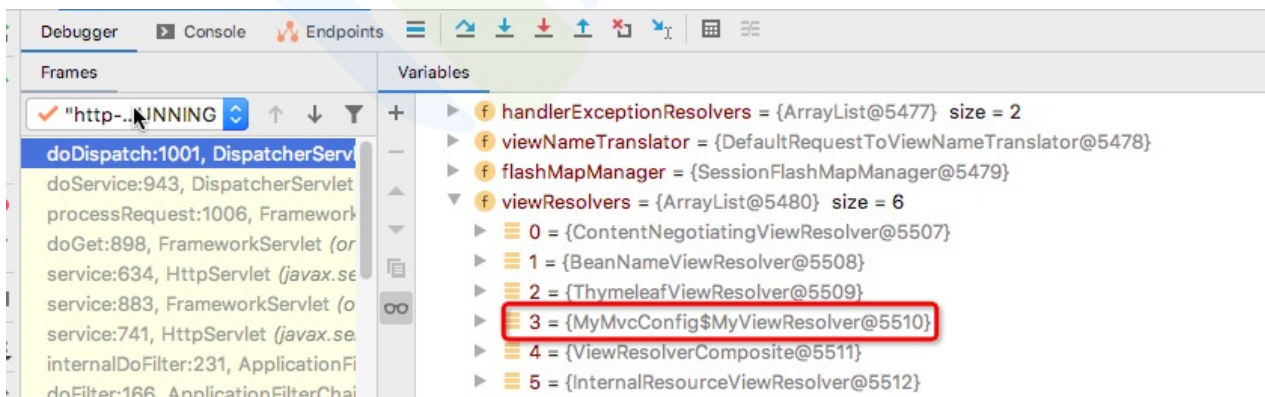 Debugger Console Endpoints
Frames
Variables
"http-...NNING
doDispatch:1001, DispatcherServl
doService:943, DispatcherServlet
processRequest:1006, Framework
doGet:898, FrameworkServlet (or
service:634, HttpServlet (javax.se
service:883, FrameworkServlet (o
service:741, HttpServlet (javax.se
internalDoFilter:231, ApplicationFi
doFilter:166, ApplicationFilterChai
handlerExceptionResolvers = {ArrayList@5477} size = 2
viewNameTranslator = {DefaultRequestToViewNameTranslator@5478}
flashMapManager = {SessionFlashMapManager@5479}
viewResolvers = {ArrayList@5480} size = 6
0 = {ContentNegotiatingViewResolver@5507}
1 = {BeanNameViewResolver@5508}
2 = {ThymeleafViewResolver@5509}
3 = {MyMvcConfig$MyViewResolver@5510}
4 = {ViewResolverComposite@5511}
5 = {InternalResourceViewResolver@5512}